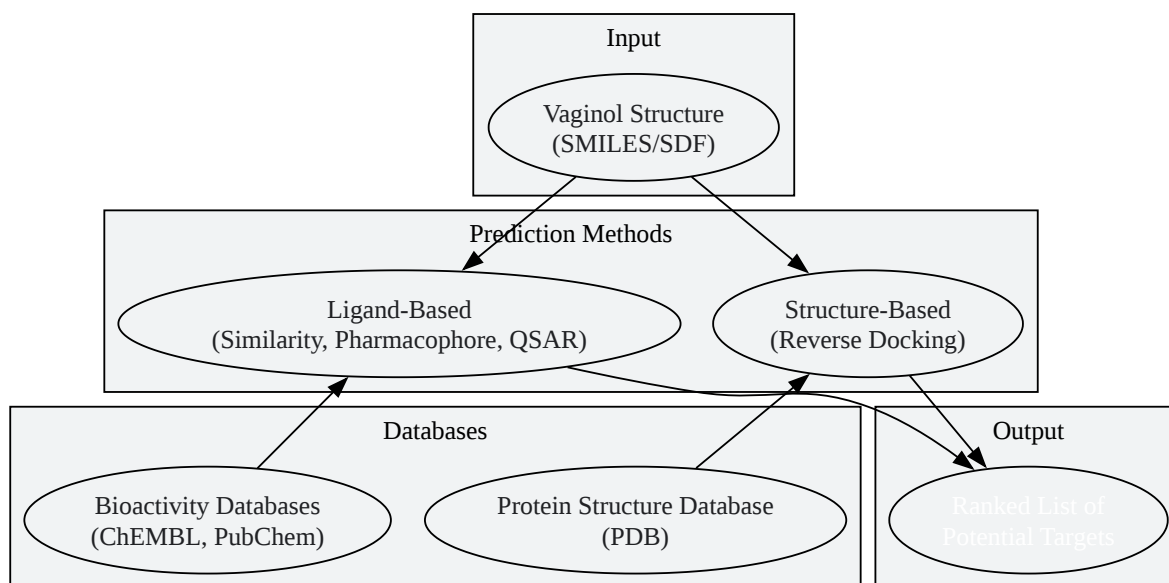 Input
Vaginol Structure
(SMILES/SDF)
Prediction Methods
Ligand-Based
(Similarity, Pharmacophore, QSAR)
Structure-Based
(Reverse Docking)
Databases
Bioactivity Databases
(ChEMBL, PubChem)
Protein Structure Database
(PDB)
Output
Ranked List of
Potential Targets